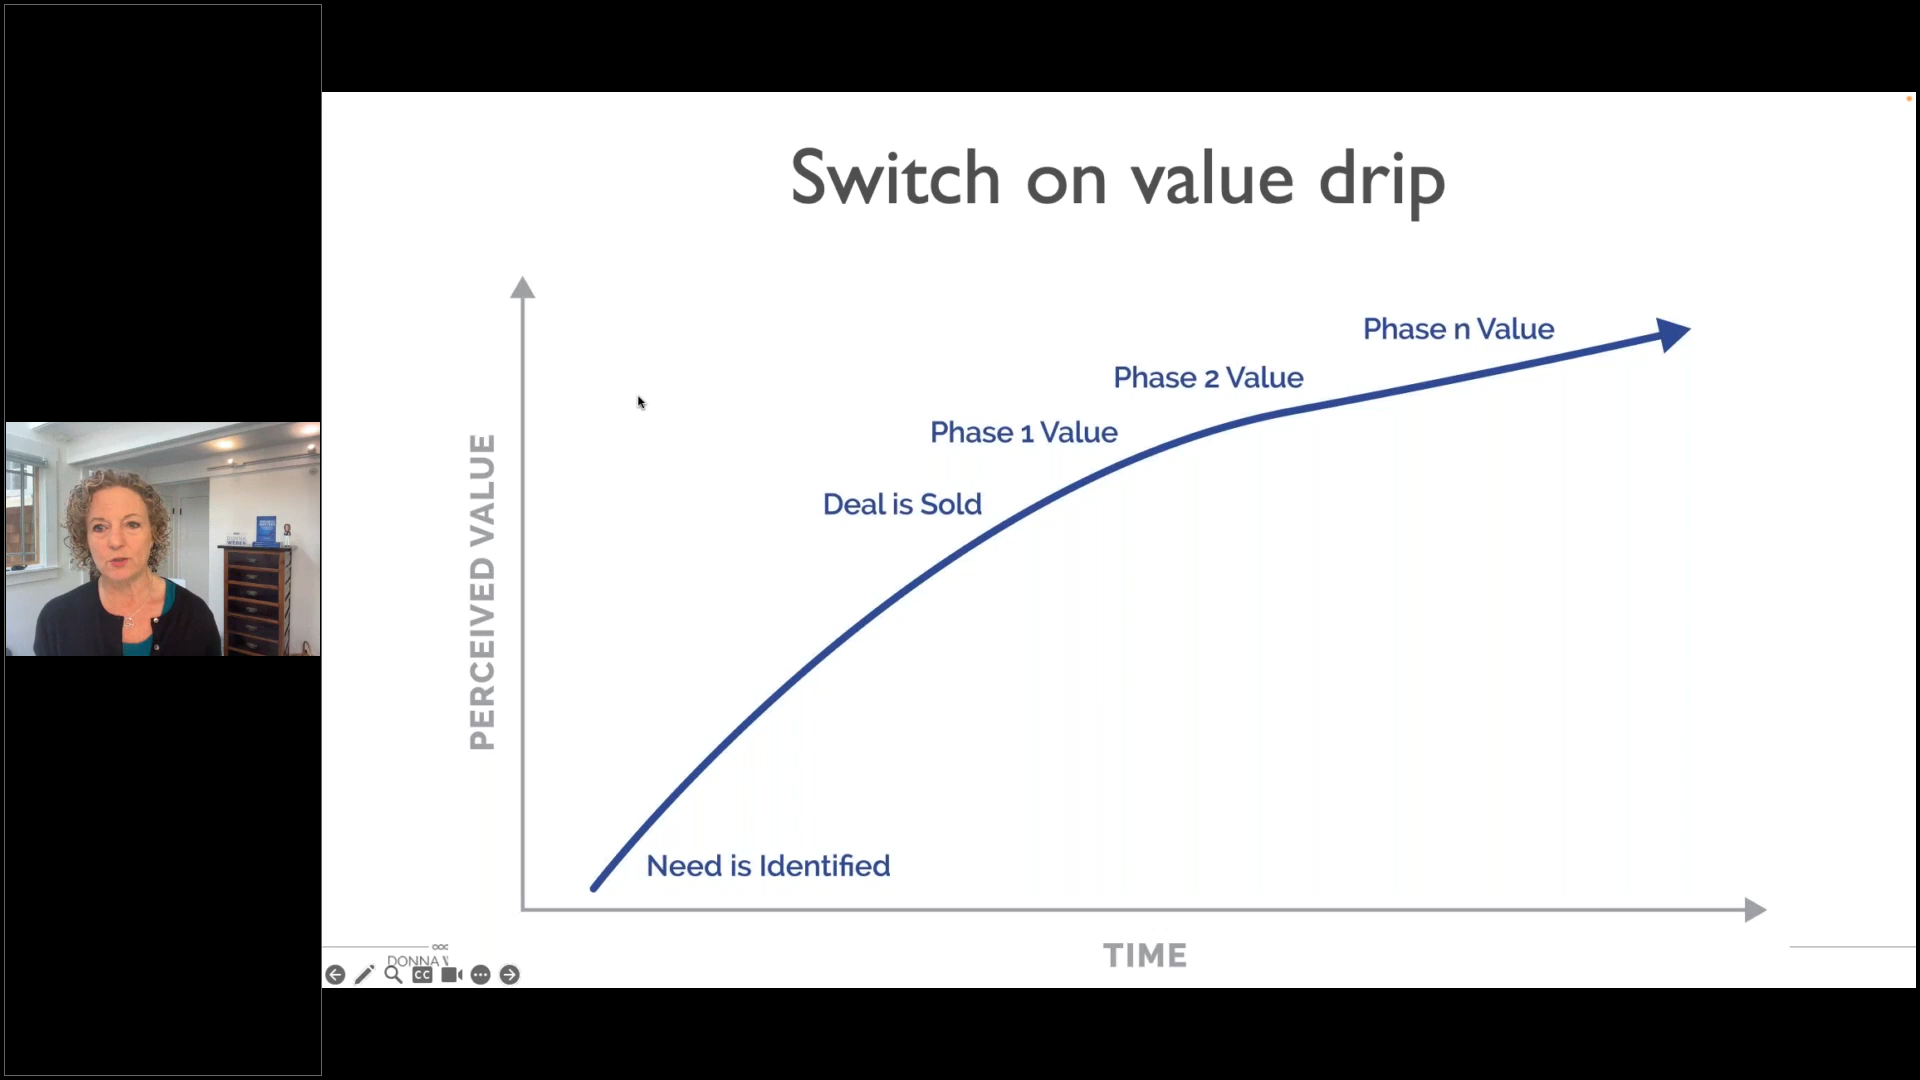 Switch on value drip
Phase n Value
Phase 2 Value
Phase 1 Value
Deal is Sold
PERCEIVED VALUE
Need is Identified
TIME
DONNA
CC